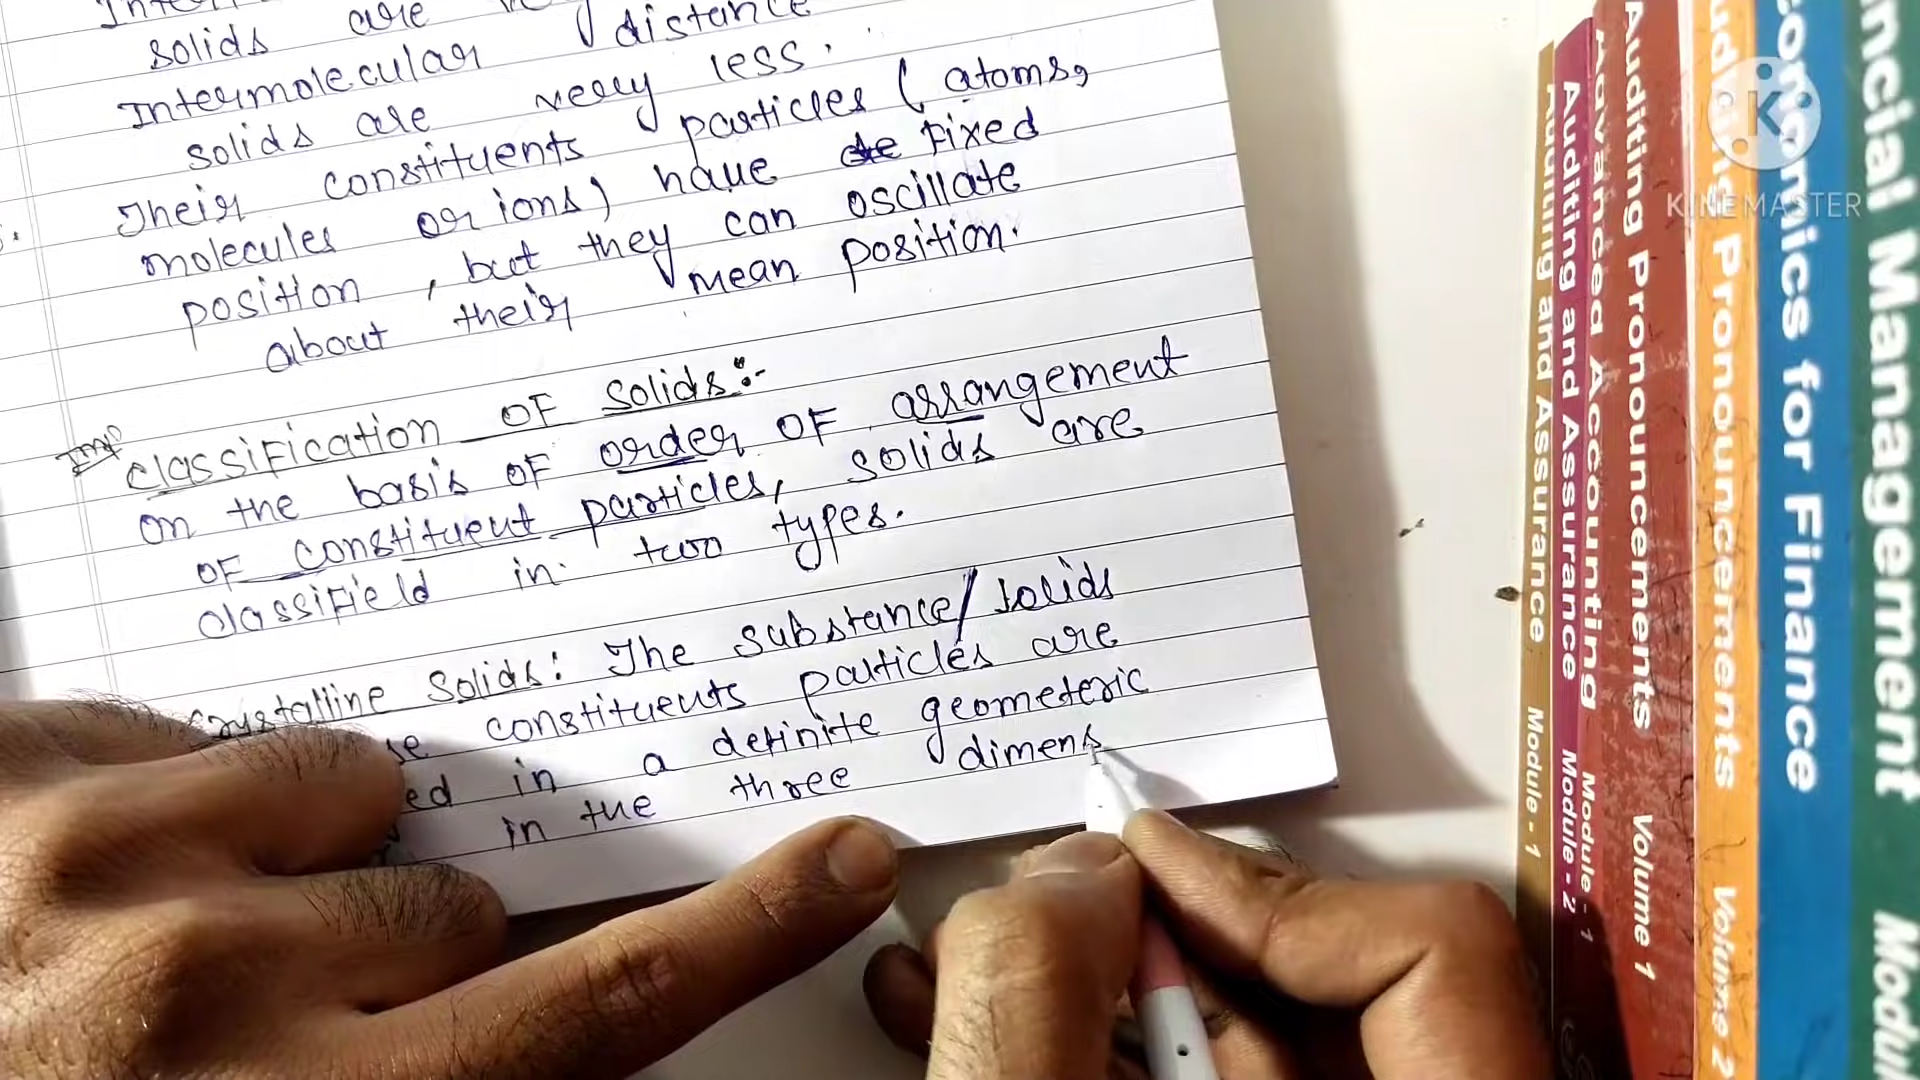 solids are
Intermolecular distance
solids are very less.
Their constituents particles ( atoms,
molecules or ions) have fixed
position, but they can oscillate
about their mean position.
Imp
classification OF solids:-
on the basis of order OF arrangement
OF constituent particles, solids are
classifield in two types.
Crystalline Solids: The substance/solids
constituents particles are
ed in a definite geometeric
in the three dimens
KINEMASTER
K
Auditing and Assurance Module - 1
Auditing and Assurance Module - 2
Advanced Accounting Module - 1
Auditing Pronouncements Volume 1
Auditing Pronouncements Volume 2
conomics for Finance
ncial Management Modul